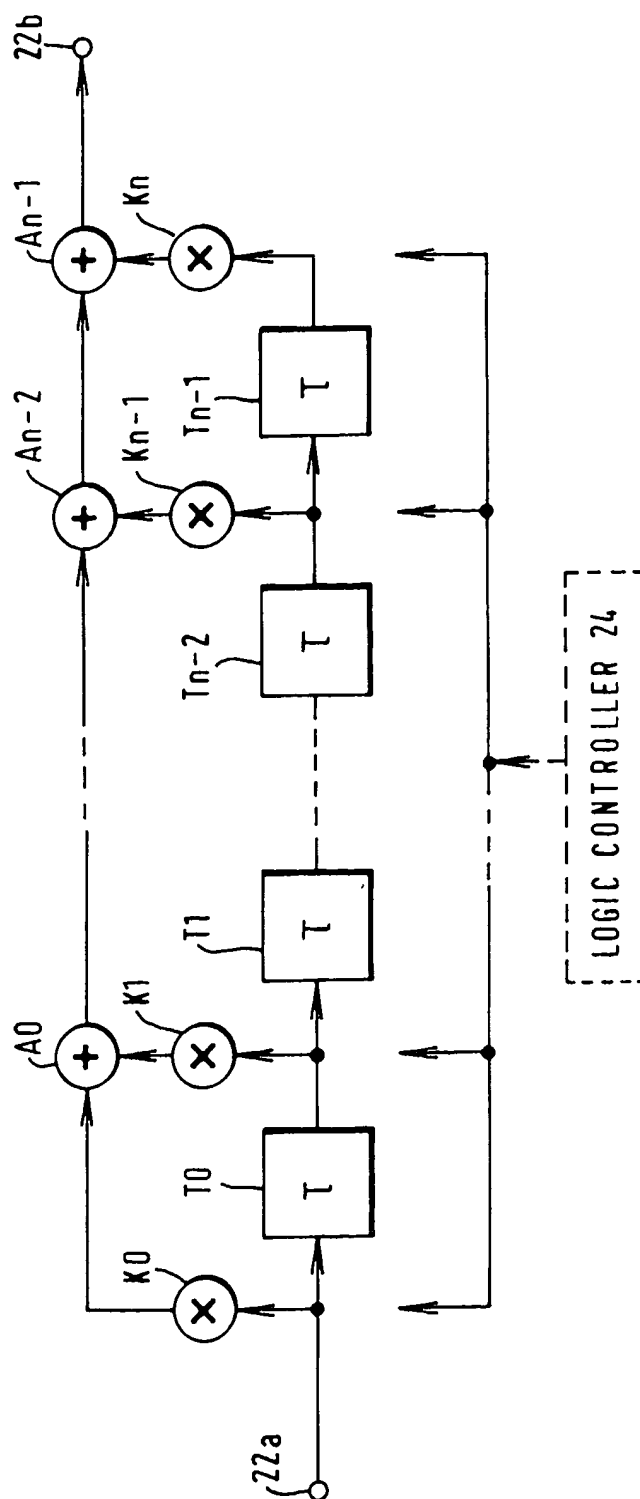 22b
An-1
Kn
An-2
Kn-1
Tn-1
τ
Tn-2
τ
A0
K1
T1
τ
K0
T0
τ
22a
LOGIC CONTROLLER 24